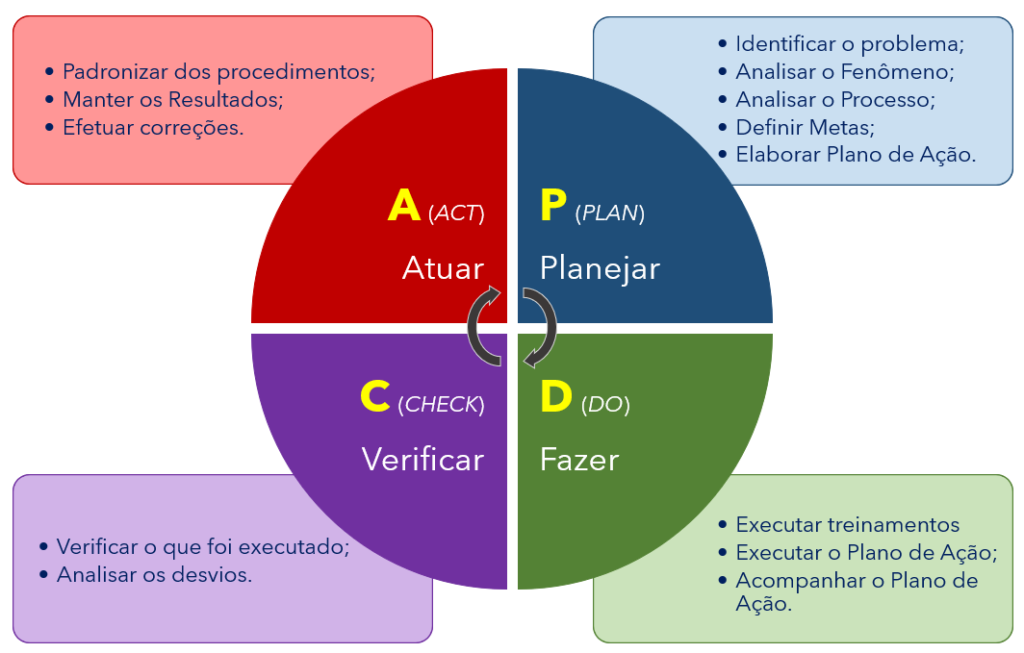 • Padronizar dos procedimentos;
• Manter os Resultados;
• Efetuar correções.
• Identificar o problema;
• Analisar o Fenômeno;
• Analisar o Processo;
• Definir Metas;
• Elaborar Plano de Ação.
A (ACT)
Atuar
P (PLAN)
Planejar
C (CHECK)
Verificar
D (DO)
Fazer
• Verificar o que foi executado;
• Analisar os desvios.
• Executar treinamentos
• Executar o Plano de Ação;
• Acompanhar o Plano de
Ação.